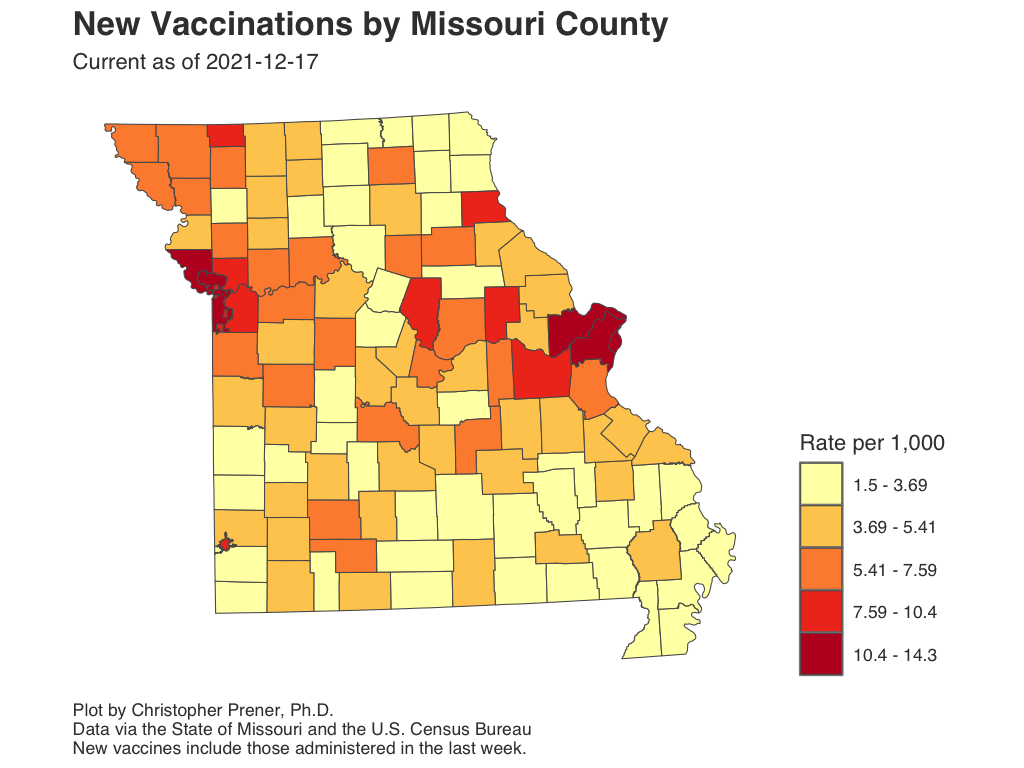 New Vaccinations by Missouri County
Current as of 2021-12-17
Rate per 1,000
1.5 - 3.69
3.69 - 5.41
5.41 - 7.59
7.59 - 10.4
10.4 - 14.3
Plot by Christopher Prener, Ph.D.
Data via the State of Missouri and the U.S. Census Bureau
New vaccines include those administered in the last week.